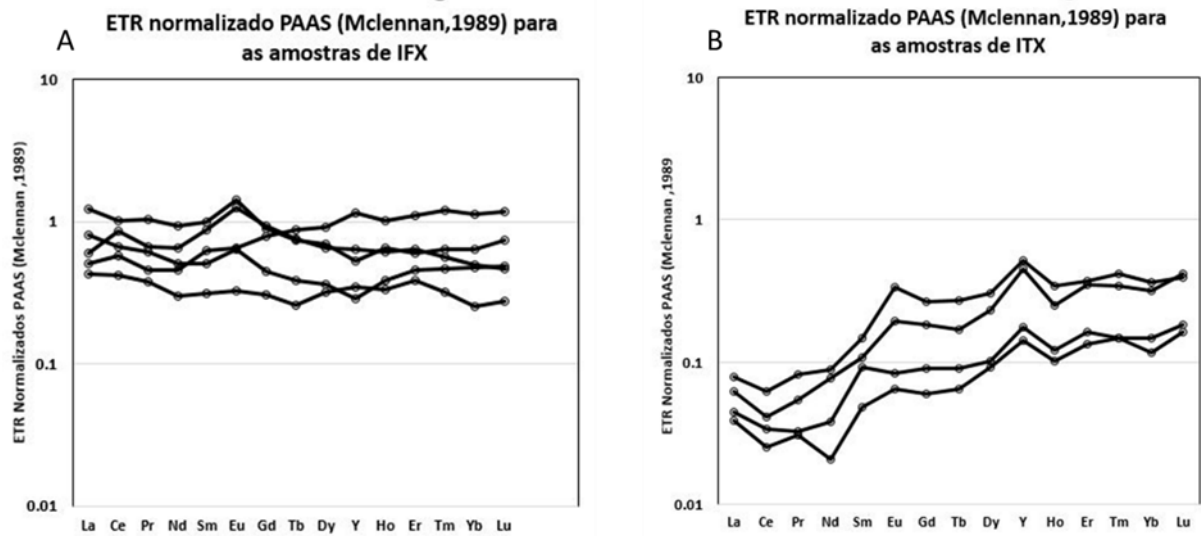 A
ETR normalizado PAAS (Mclennan,1989) para
as amostras de IFX
ETR Normalizados PAAS (Mclennan ,1989)
10
1
0.1
0.01
La Ce Pr Nd Sm Eu Gd Tb Dy Y Ho Er Tm Yb Lu
B
ETR normalizado PAAS (Mclennan,1989) para
as amostras de ITX
ETR Normalizados PAAS (Mclennan ,1989
10
1
0.1
0.01
La Ce Pr Nd Sm Eu Gd Tb Dy Y Ho Er Tm Yb Lu